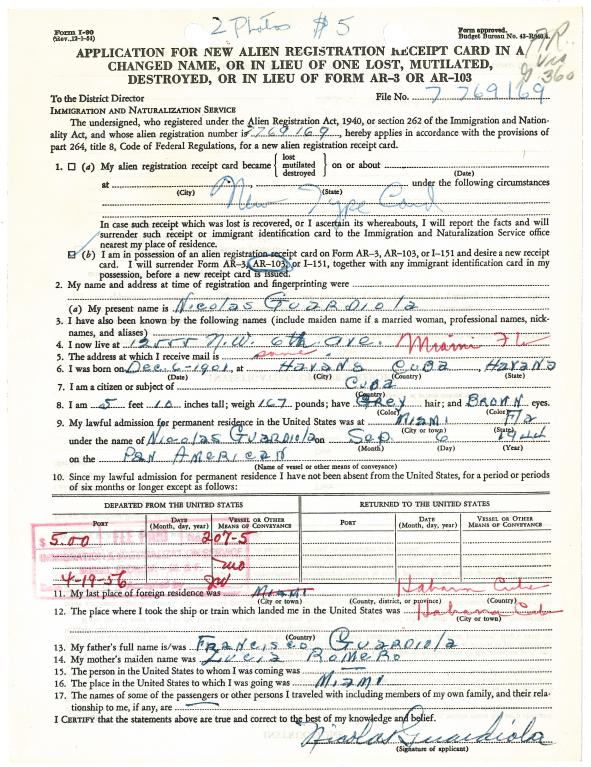 2 Photos $5
Form I-90
(Rev. 12-1-54)
Form approved.
Budget Bureau No. 43-R040.4.
APPLICATION FOR NEW ALIEN REGISTRATION RECEIPT CARD IN A
CHANGED NAME, OR IN LIEU OF ONE LOST, MUTILATED,
DESTROYED, OR IN LIEU OF FORM AR-3 OR AR-103
To the District Director File No. 7 769169
IMMIGRATION AND NATURALIZATION SERVICE
The undersigned, who registered under the Alien Registration Act, 1940, or section 262 of the Immigration and Nation-
ality Act, and whose alien registration number is 7769169, hereby applies in accordance with the provisions of
part 264, title 8, Code of Federal Regulations, for a new alien registration receipt card.
1. (a) My alien registration receipt card became { lost mutilated destroyed } on or about
(Date)
at under the following circumstances
(City) (State)
New Type Card
In case such receipt which was lost is recovered, or I ascertain its whereabouts, I will report the facts and will
surrender such receipt or immigrant identification card to the Immigration and Naturalization Service office
nearest my place of residence.
(b) I am in possession of an alien registration receipt card on Form AR-3, AR-103, or I-151 and desire a new receipt
card. I will surrender Form AR-3, AR-103, or I-151, together with any immigrant identification card in my
possession, before a new receipt card is issued.
2. My name and address at time of registration and fingerprinting were
(a) My present name is Nicolas Guardiola
3. I have also been known by the following names (include maiden name if a married woman, professional names, nick-
names, and aliases)
4. I now live at N.W. 6th ave. Miami Fla
5. The address at which I receive mail is same
6. I was born on Dec. 6-1901, at Havana Cuba, Havana
(Date) (City) (Country) (State)
7. I am a citizen or subject of Cuba
(Country)
8. I am 5 feet 10 inches tall; weigh 167 pounds; have Grey hair; and Brown eyes.
(Color) (Color)
9. My lawful admission for permanent residence in the United States was at Miami Fla
(City or town) (State)
under the name of Nicolas Guardiola on Sep. 6 1944
(Month) (Day) (Year)
on the Pan American
(Name of vessel or other means of conveyance)
10. Since my lawful admission for permanent residence I have not been absent from the United States, for a period or periods
of six months or longer except as follows:
DEPARTED FROM THE UNITED STATES RETURNED TO THE UNITED STATES
PORT DATE (Month, day, year) VESSEL OR OTHER MEANS OF CONVEYANCE PORT DATE (Month, day, year) VESSEL OR OTHER MEANS OF CONVEYANCE
$ 5.00 207-5
4-19-56
11. My last place of foreign residence was Miami Habana Cuba
(City or town) (County, district, or province) (Country)
12. The place where I took the ship or train which landed me in the United States was Habana Cuba
(City or town)
(Country)
13. My father's full name is/was Francisco Guardiola
14. My mother's maiden name was Lucia Romero
15. The person in the United States to whom I was coming was
16. The place in the United States to which I was going was Miami
17. The names of some of the passengers or other persons I traveled with including members of my own family, and their rela-
tionship to me, if any, are
I CERTIFY that the statements above are true and correct to the best of my knowledge and belief.
Nicolas Guardiola
(Signature of applicant)